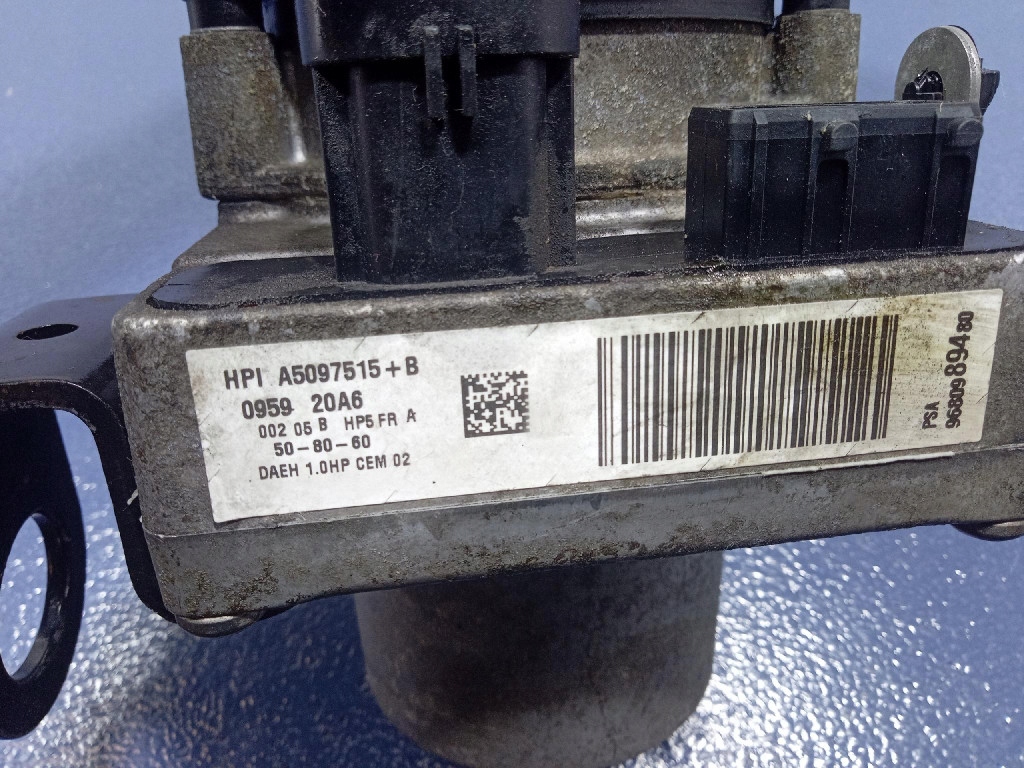 HPI A5097515+B
0959 20A6
002 05 B HP5 FR A
50-80-60
DAEH 1.0HP CEM 02
PSA
9680989480